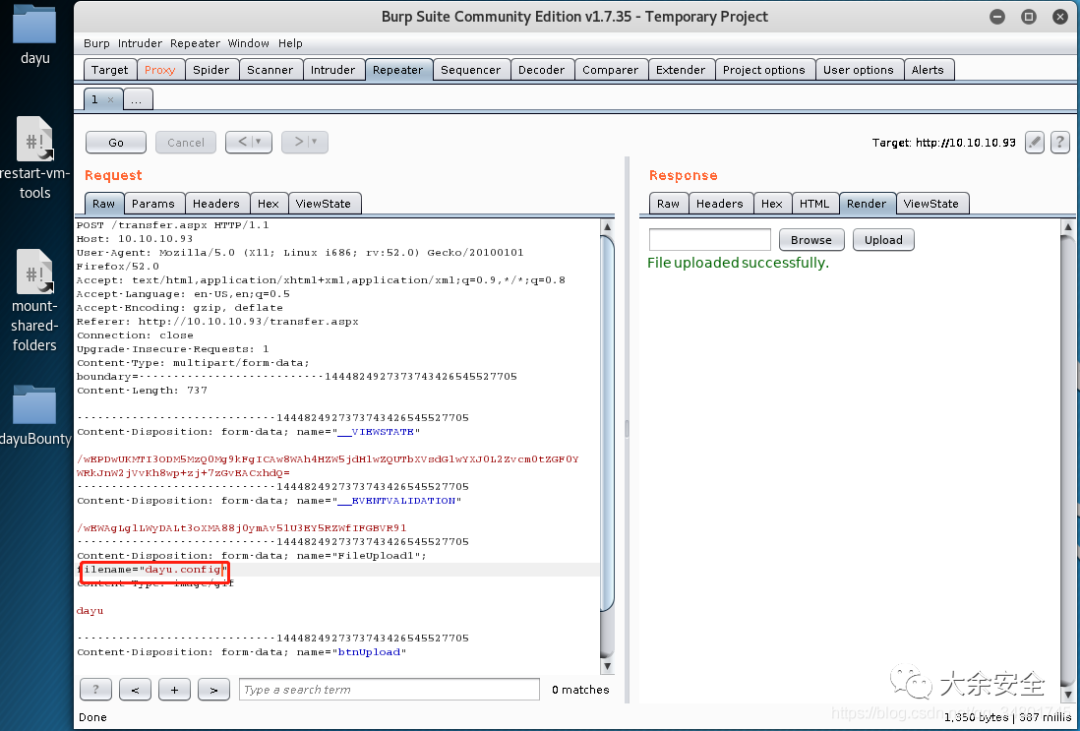 dayu
restart-vm-
tools
mount-
shared-
folders
dayuBounty
Burp Suite Community Edition v1.7.35 - Temporary Project
Burp Intruder Repeater Window Help
Target Proxy Spider Scanner Intruder Repeater Sequencer Decoder Comparer Extender Project options User options Alerts
1 × ...
Go Cancel < > Target: http://10.10.10.93 ?
Request
Raw Params Headers Hex ViewState
POST /transfer.aspx HTTP/1.1
Host: 10.10.10.93
User-Agent: Mozilla/5.0 (X11; Linux i686; rv:52.0) Gecko/20100101
Firefox/52.0
Accept: text/html,application/xhtml+xml,application/xml;q=0.9,*/*;q=0.8
Accept-Language: en-US,en;q=0.5
Accept-Encoding: gzip, deflate
Referer: http://10.10.10.93/transfer.aspx
Connection: close
Upgrade-Insecure-Requests: 1
Content-Type: multipart/form-data;
boundary=---------------------------1444824927373743426545527705
Content-Length: 737
-----------------------------1444824927373743426545527705
Content-Disposition: form-data; name="__VIEWSTATE"
-----------------------------1444824927373743426545527705
Content-Disposition: form-data; name="__EVENTVALIDATION"
-----------------------------1444824927373743426545527705
Content-Disposition: form-data; name="FileUpload1";
filename="dayu.config"
Content-Type: image/gif
dayu
-----------------------------1444824927373743426545527705
Content-Disposition: form-data; name="btnUpload"
? < + > Type a search term 0 matches
Done
Response
Raw Headers Hex HTML Render ViewState
Browse Upload
File uploaded successfully.
大余安全
1,350 bytes | 387 millis